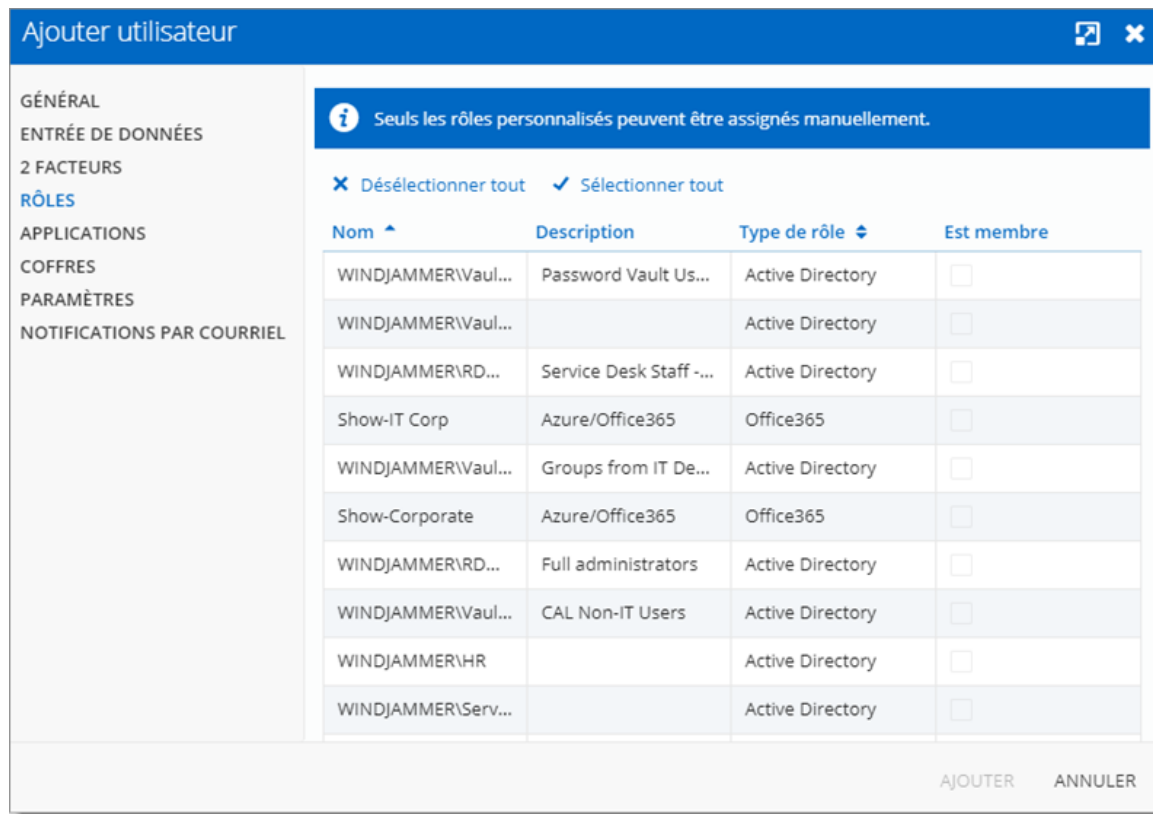 Ajouter utilisateur
GÉNÉRAL
ENTRÉE DE DONNÉES
2 FACTEURS
RÔLES
APPLICATIONS
COFFRES
PARAMÈTRES
NOTIFICATIONS PAR COURRIEL
Seuls les rôles personnalisés peuvent être assignés manuellement.
Désélectionner tout Sélectionner tout
Nom Description Type de rôle Est membre
WINDJAMMER\Vaul... Password Vault Us... Active Directory
WINDJAMMER\Vaul... Active Directory
WINDJAMMER\RD... Service Desk Staff -... Active Directory
Show-IT Corp Azure/Office365 Office365
WINDJAMMER\Vaul... Groups from IT De... Active Directory
Show-Corporate Azure/Office365 Office365
WINDJAMMER\RD... Full administrators Active Directory
WINDJAMMER\Vaul... CAL Non-IT Users Active Directory
WINDJAMMER\HR Active Directory
WINDJAMMER\Serv... Active Directory
AJOUTER ANNULER